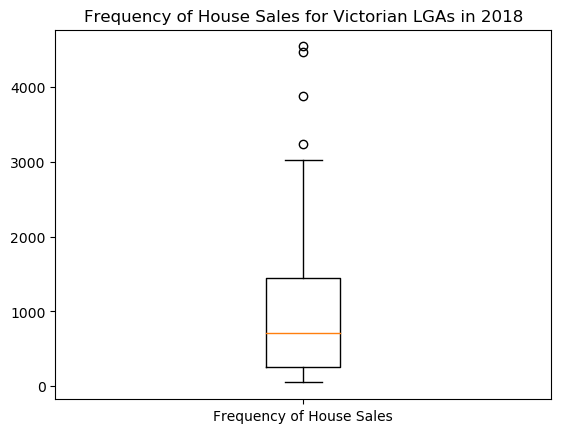 Frequency of House Sales for Victorian LGAs in 2018
4000
3000
2000
1000
0
Frequency of House Sales